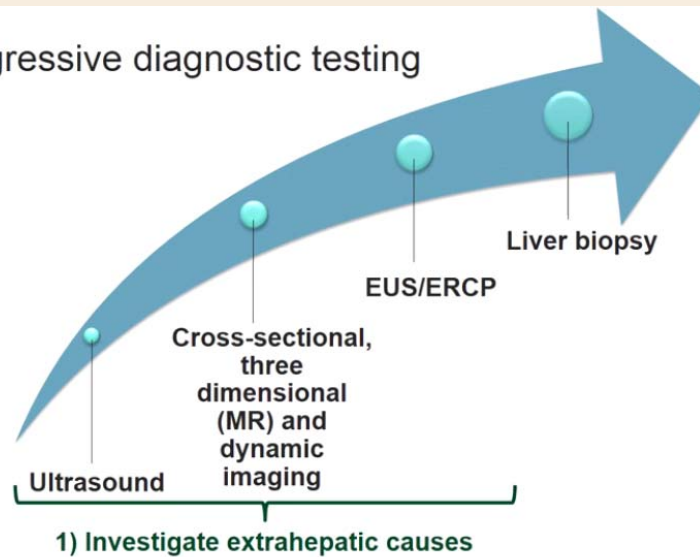 gressive diagnostic testing
Liver biopsy
EUS/ERCP
Cross-sectional,
three
dimensional
(MR) and
dynamic
imaging
Ultrasound
1) Investigate extrahepatic causes